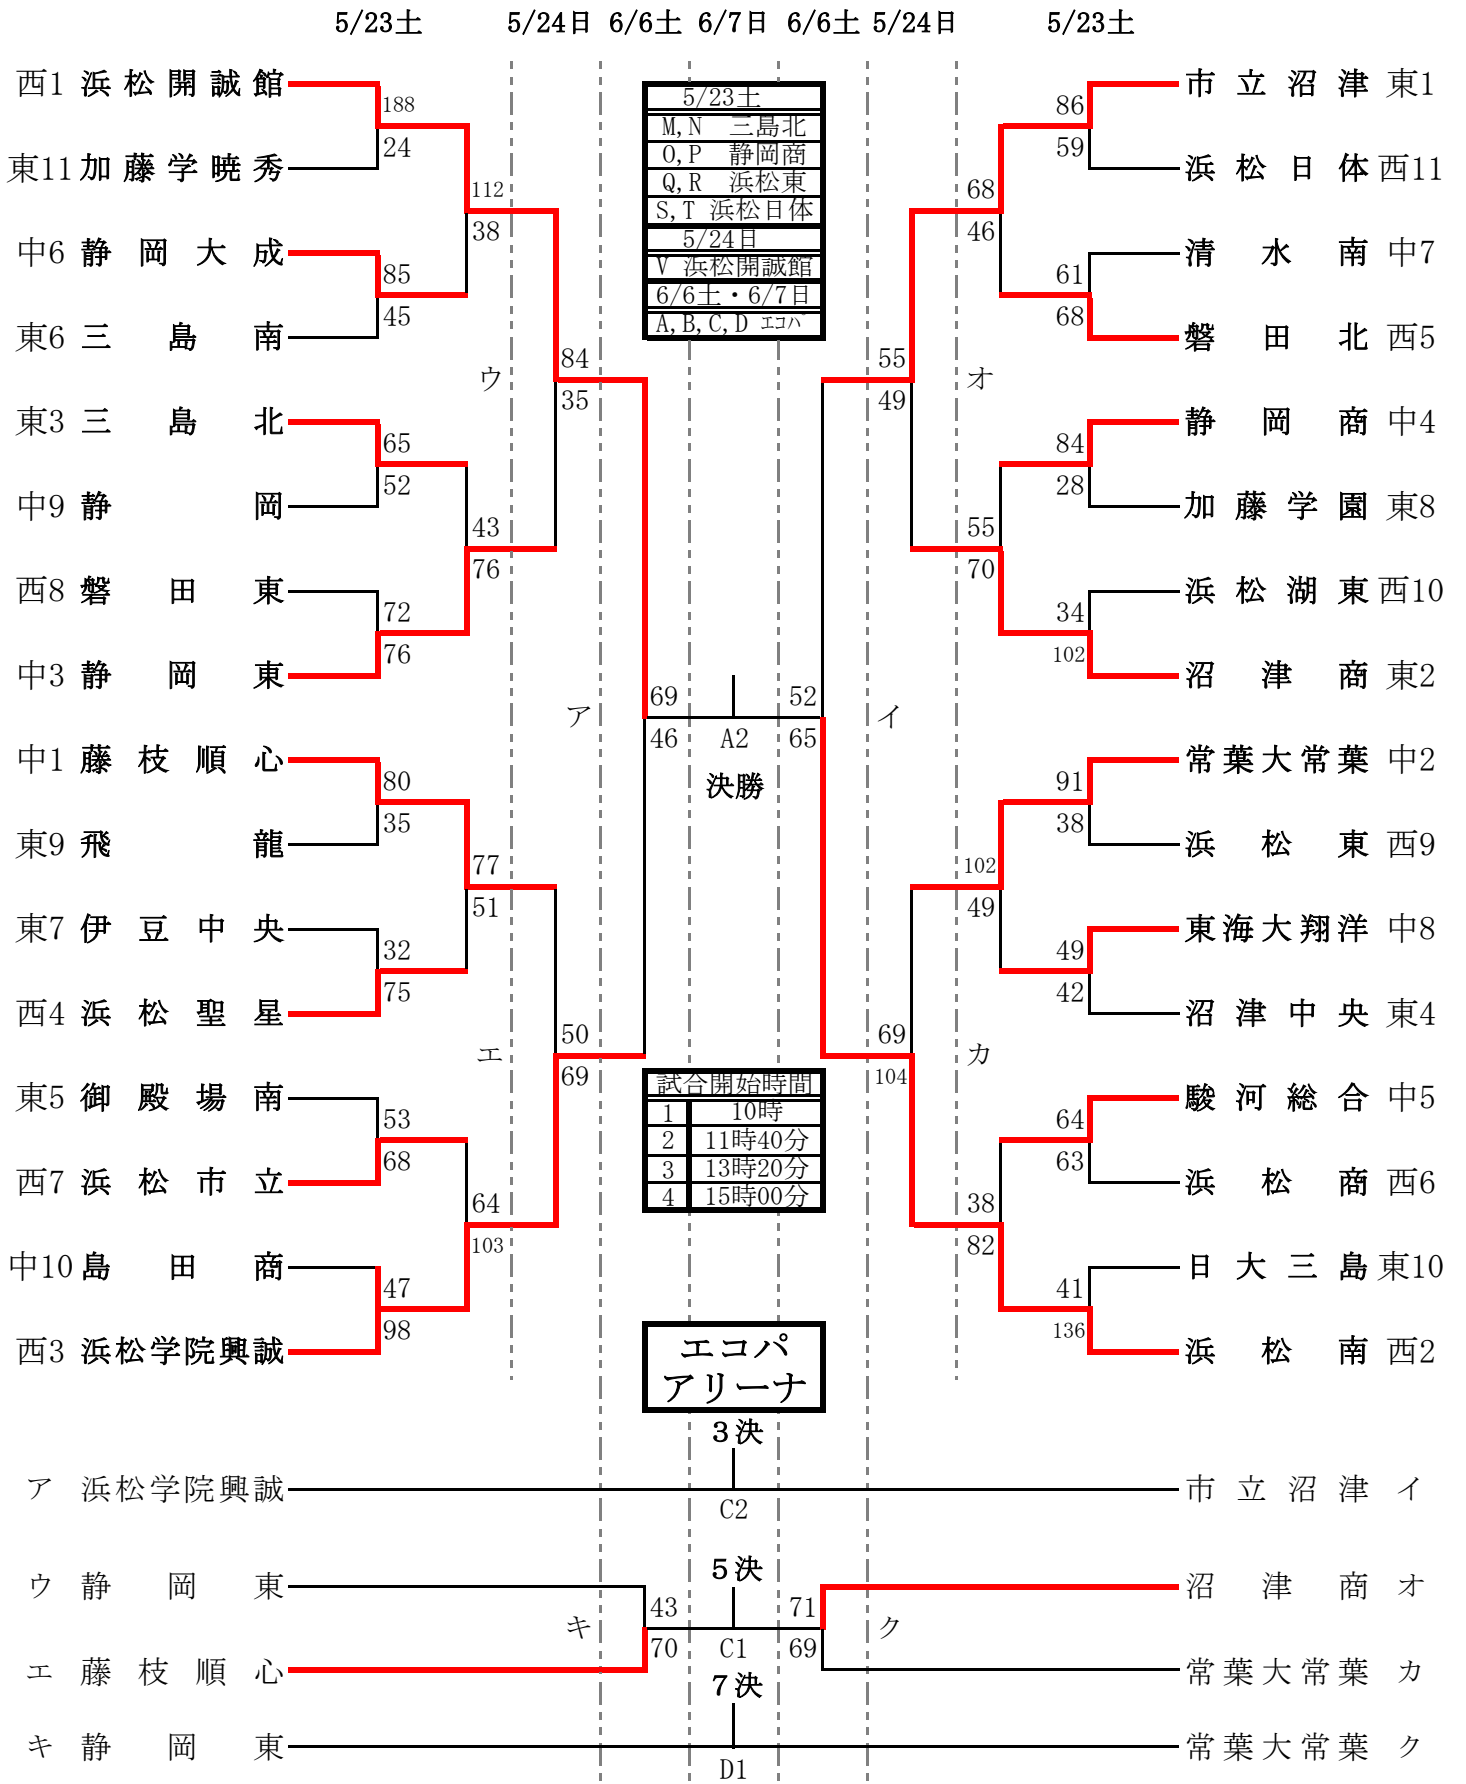 5/23土 5/24日 6/6土 6/7日 6/6土 5/24日 5/23土
西1 浜松開誠館
188
24
東11 加藤学暁秀
112
38
中6 静岡大成
85
45
東6 三島南
84
35
ウ
東3 三島北
65
52
中9 静岡
43
76
西8 磐田東
72
76
中3 静岡東
69
46
ア
中1 藤枝順心
80
35
東9 飛龍
77
51
東7 伊豆中央
32
75
西4 浜松聖星
50
69
エ
東5 御殿場南
53
68
西7 浜松市立
64
103
中10 島田商
47
98
西3 浜松学院興誠
5/23土
M,N 三島北
O,P 静岡商
Q,R 浜松東
S,T 浜松日体
5/24日
V 浜松開誠館
6/6土・6/7日
A,B,C,D エコパ
A2
決勝
試合開始時間
1 10時
2 11時40分
3 13時20分
4 15時00分
エコパ
アリーナ
市立沼津 東1
86
59
浜松日体 西11
68
46
清水南 中7
61
68
磐田北 西5
55
49
オ
静岡商 中4
84
28
加藤学園 東8
55
70
浜松湖東 西10
34
102
沼津商 東2
52
65
イ
常葉大常葉 中2
91
38
浜松東 西9
102
49
東海大翔洋 中8
49
42
沼津中央 東4
69
104
カ
駿河総合 中5
64
63
浜松商 西6
38
82
日大三島 東10
41
136
浜松南 西2
3決
ア 浜松学院興誠 市立沼津 イ
C2
5決
ウ 静岡東 沼津商 オ
43 71
キ ク
70 C1 69
エ 藤枝順心 常葉大常葉 カ
7決
キ 静岡東 常葉大常葉 ク
D1